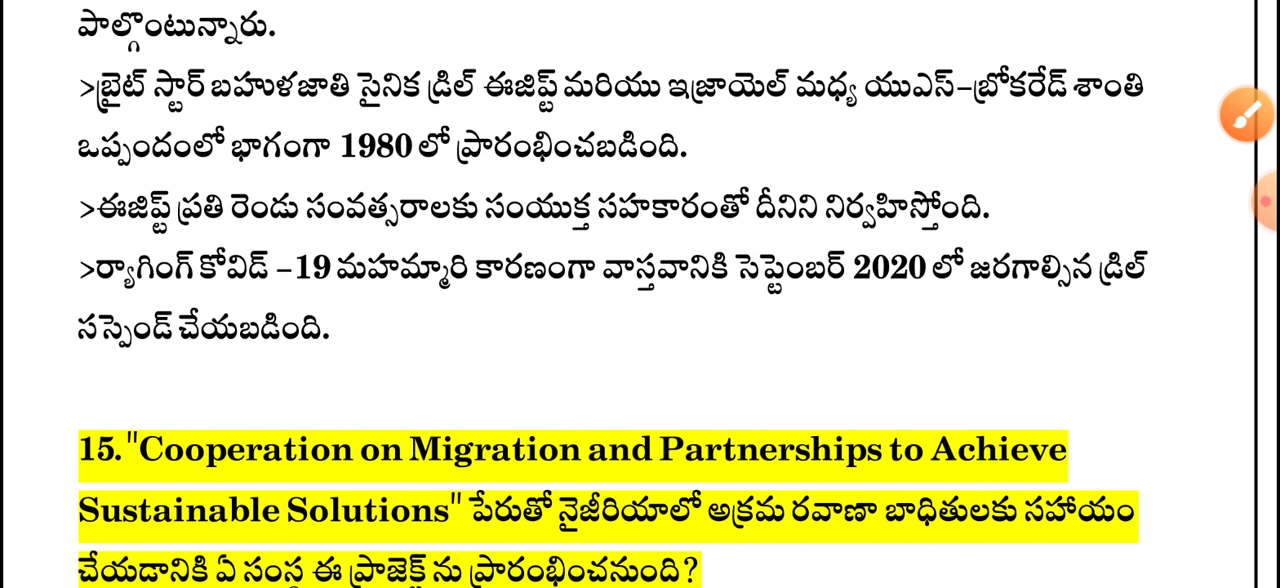 పాల్గొంటున్నారు.
>బ్రైట్ స్టార్ బహుళజాతి సైనిక డ్రిల్ ఈజిప్ట్ మరియు ఇజ్రాయెల్ మధ్య యుఎస్-బ్రోకరేడ్ శాంతి
ఒప్పందంలో భాగంగా 1980 లో ప్రారంభించబడింది.
>ఈజిప్ట్ ప్రతి రెండు సంవత్సరాలకు సంయుక్త సహకారంతో దీనిని నిర్వహిస్తోంది.
>ర్యాగింగ్ కోవిడ్ -19 మహమ్మారి కారణంగా వాస్తవానికి సెప్టెంబర్ 2020 లో జరగాల్సిన డ్రిల్
సస్పెండ్ చేయబడింది.
15. "Cooperation on Migration and Partnerships to Achieve
Sustainable Solutions" పేరుతో నైజీరియాలో అక్రమ రవాణా బాధితులకు సహాయం
చేయడానికి ఏ సంస్థ ఈ ప్రాజెక్ట్ ను ప్రారంభించనుంది?